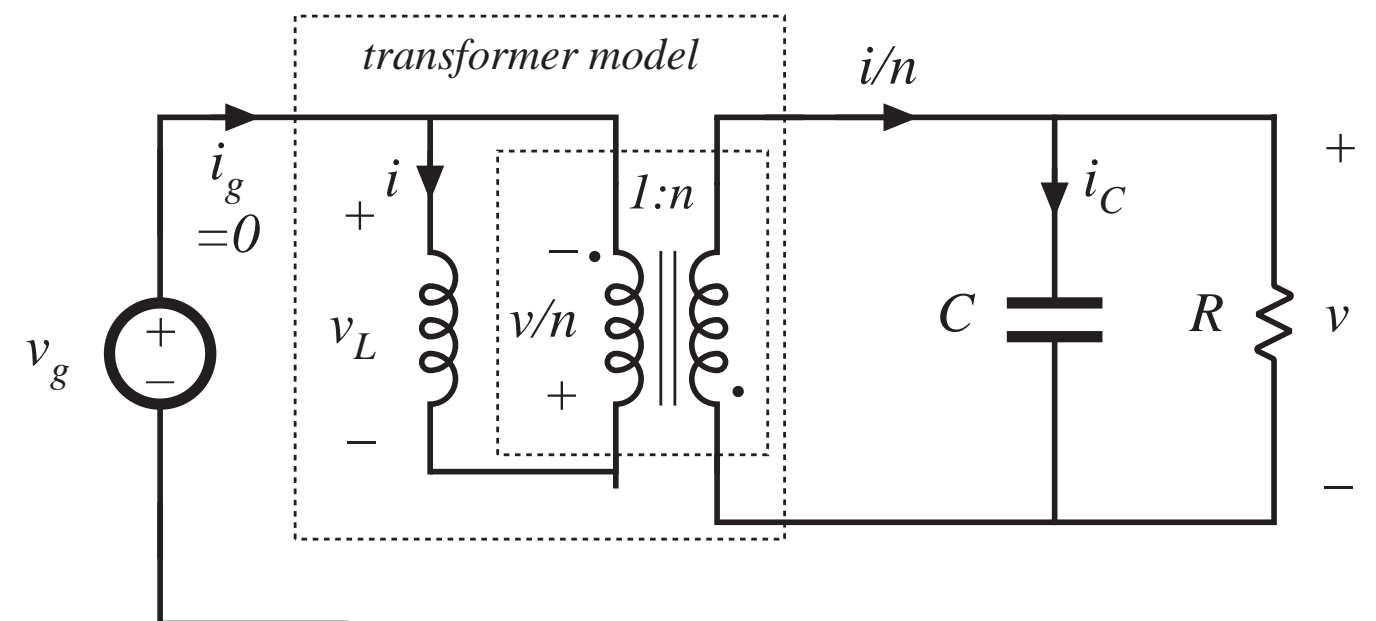 transformer model
i/n
i_g
=0
i
+
v_L
–
1:n
–
v/n
+
v_g
+
–
C
i_C
R
+
v
–